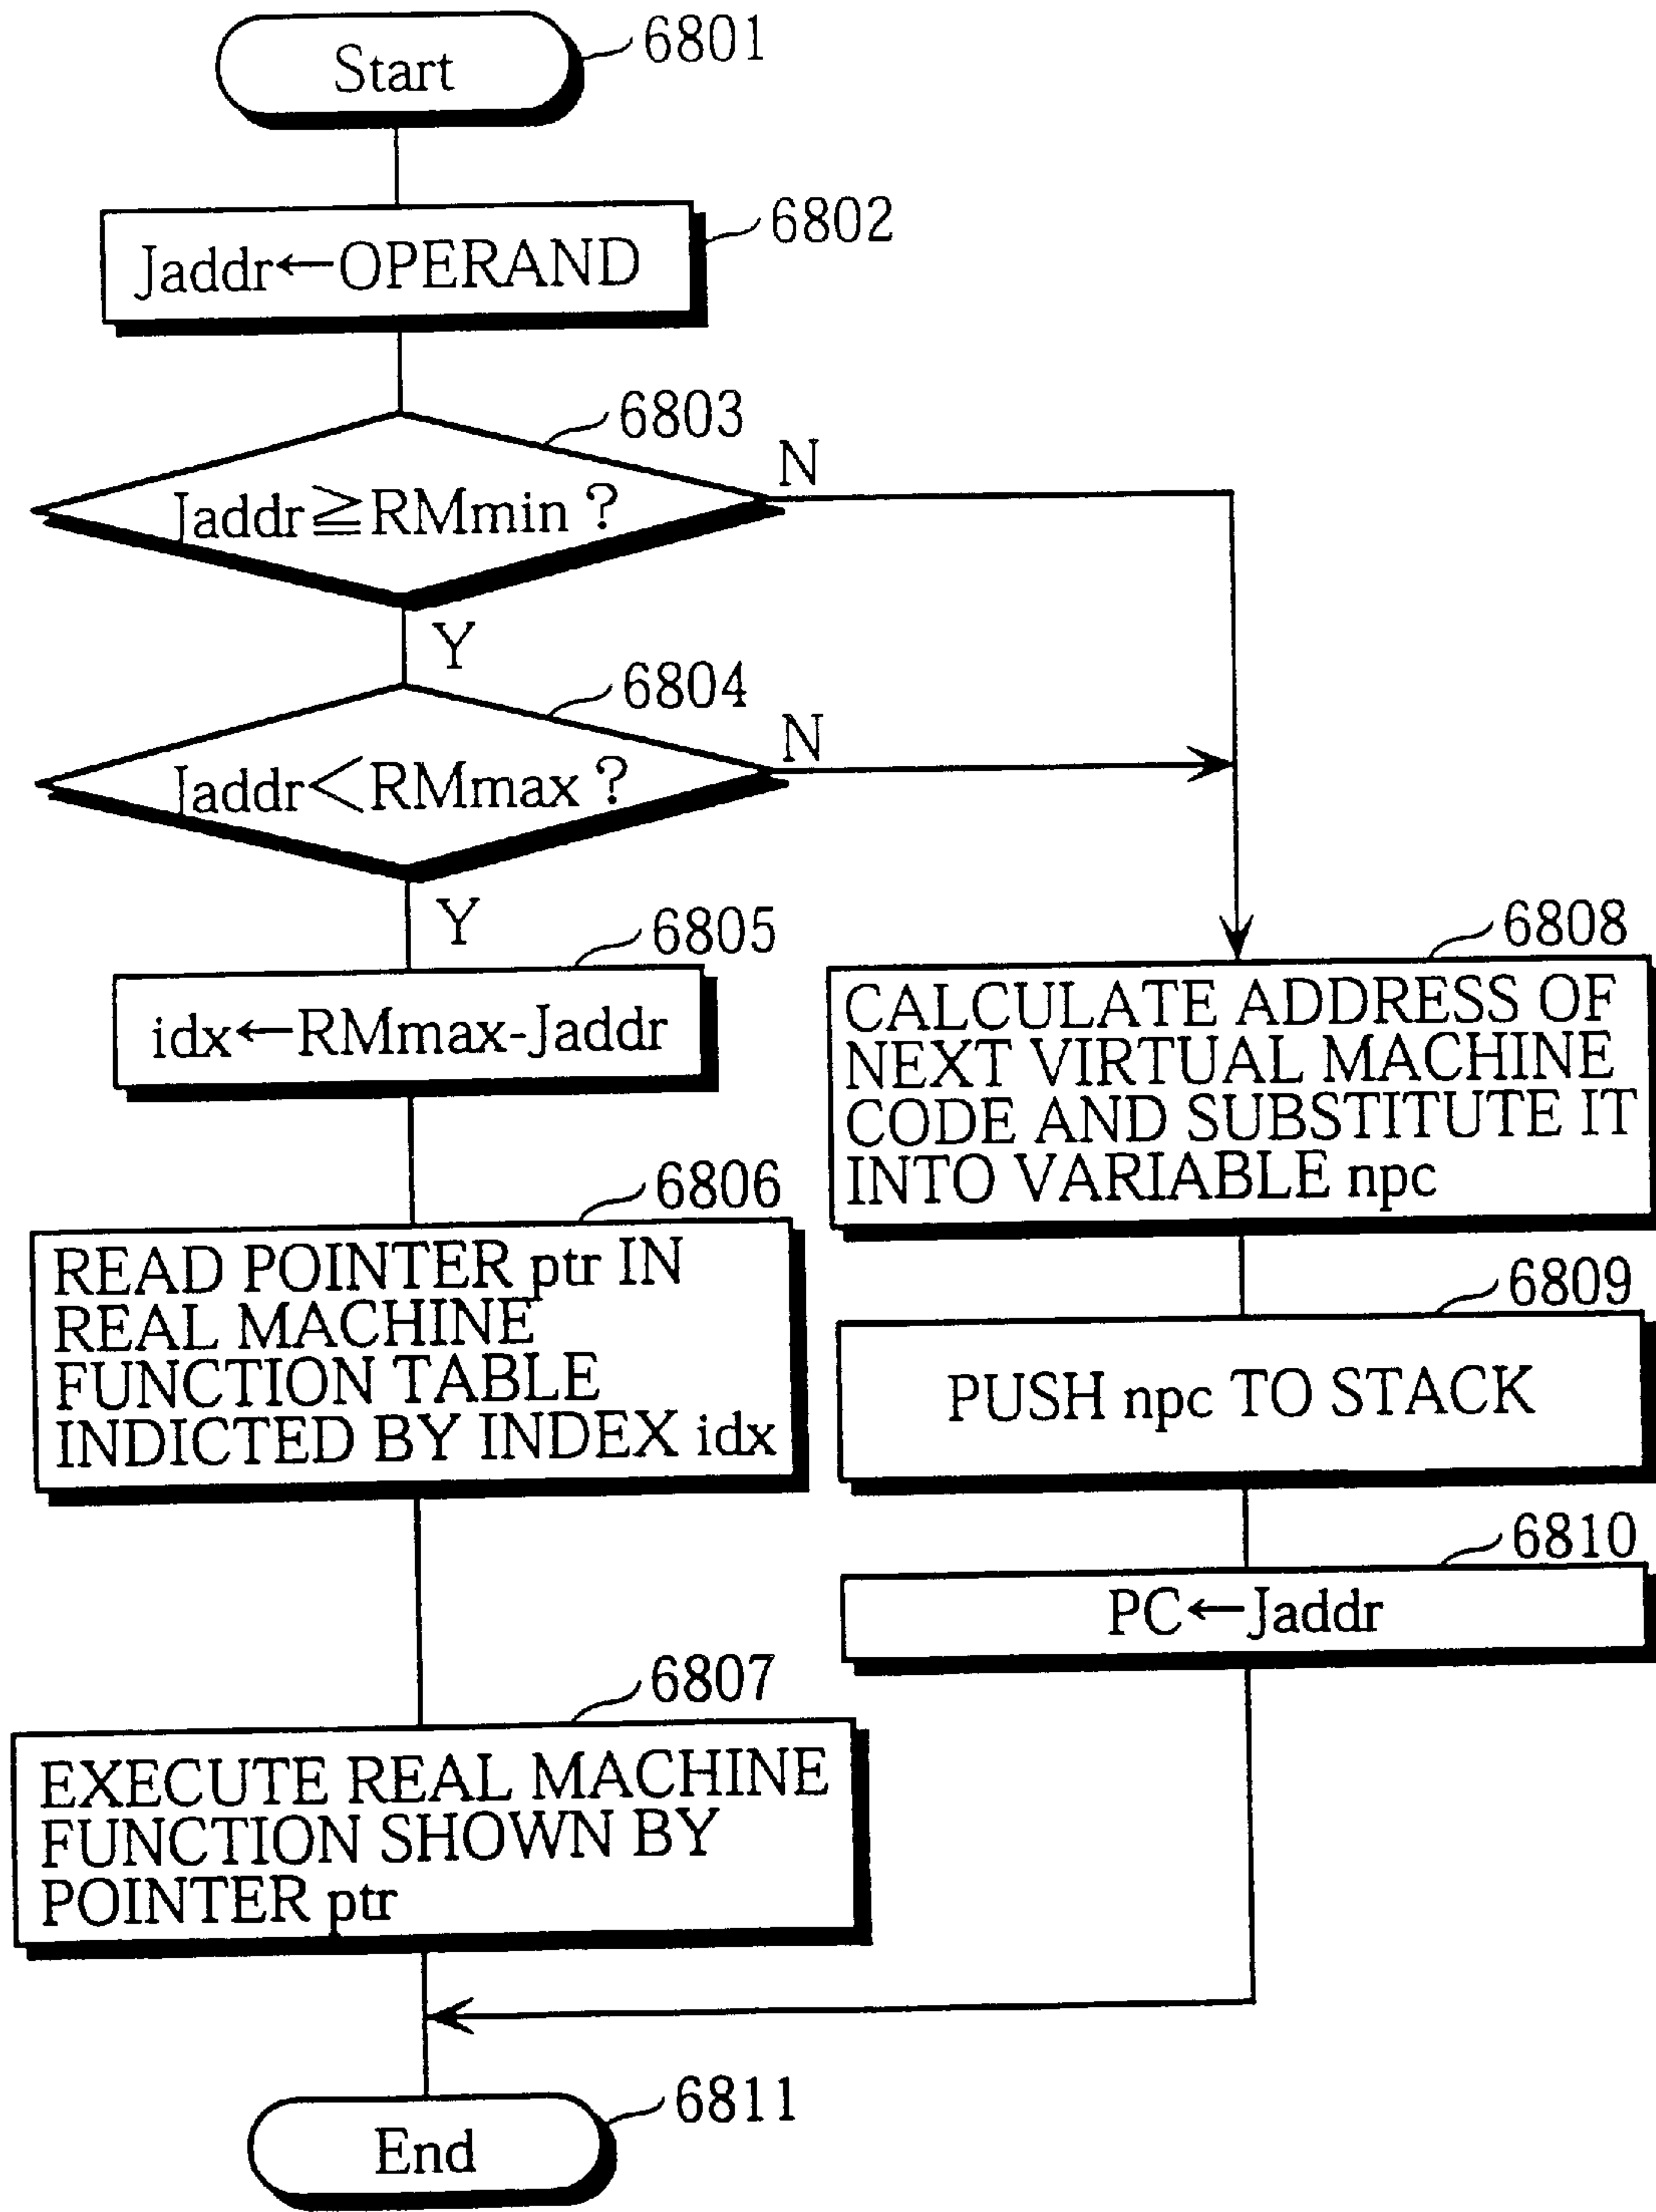 Start
6801
Jaddr←OPERAND
6802
6803
Jaddr≧RMmin ?
N
Y
6804
Jaddr<RMmax ?
N
Y
6805
idx←RMmax-Jaddr
6806
READ POINTER ptr IN
REAL MACHINE
FUNCTION TABLE
INDICTED BY INDEX idx
6807
EXECUTE REAL MACHINE
FUNCTION SHOWN BY
POINTER ptr
6808
CALCULATE ADDRESS OF
NEXT VIRTUAL MACHINE
CODE AND SUBSTITUTE IT
INTO VARIABLE npc
6809
PUSH npc TO STACK
6810
PC←Jaddr
End
6811